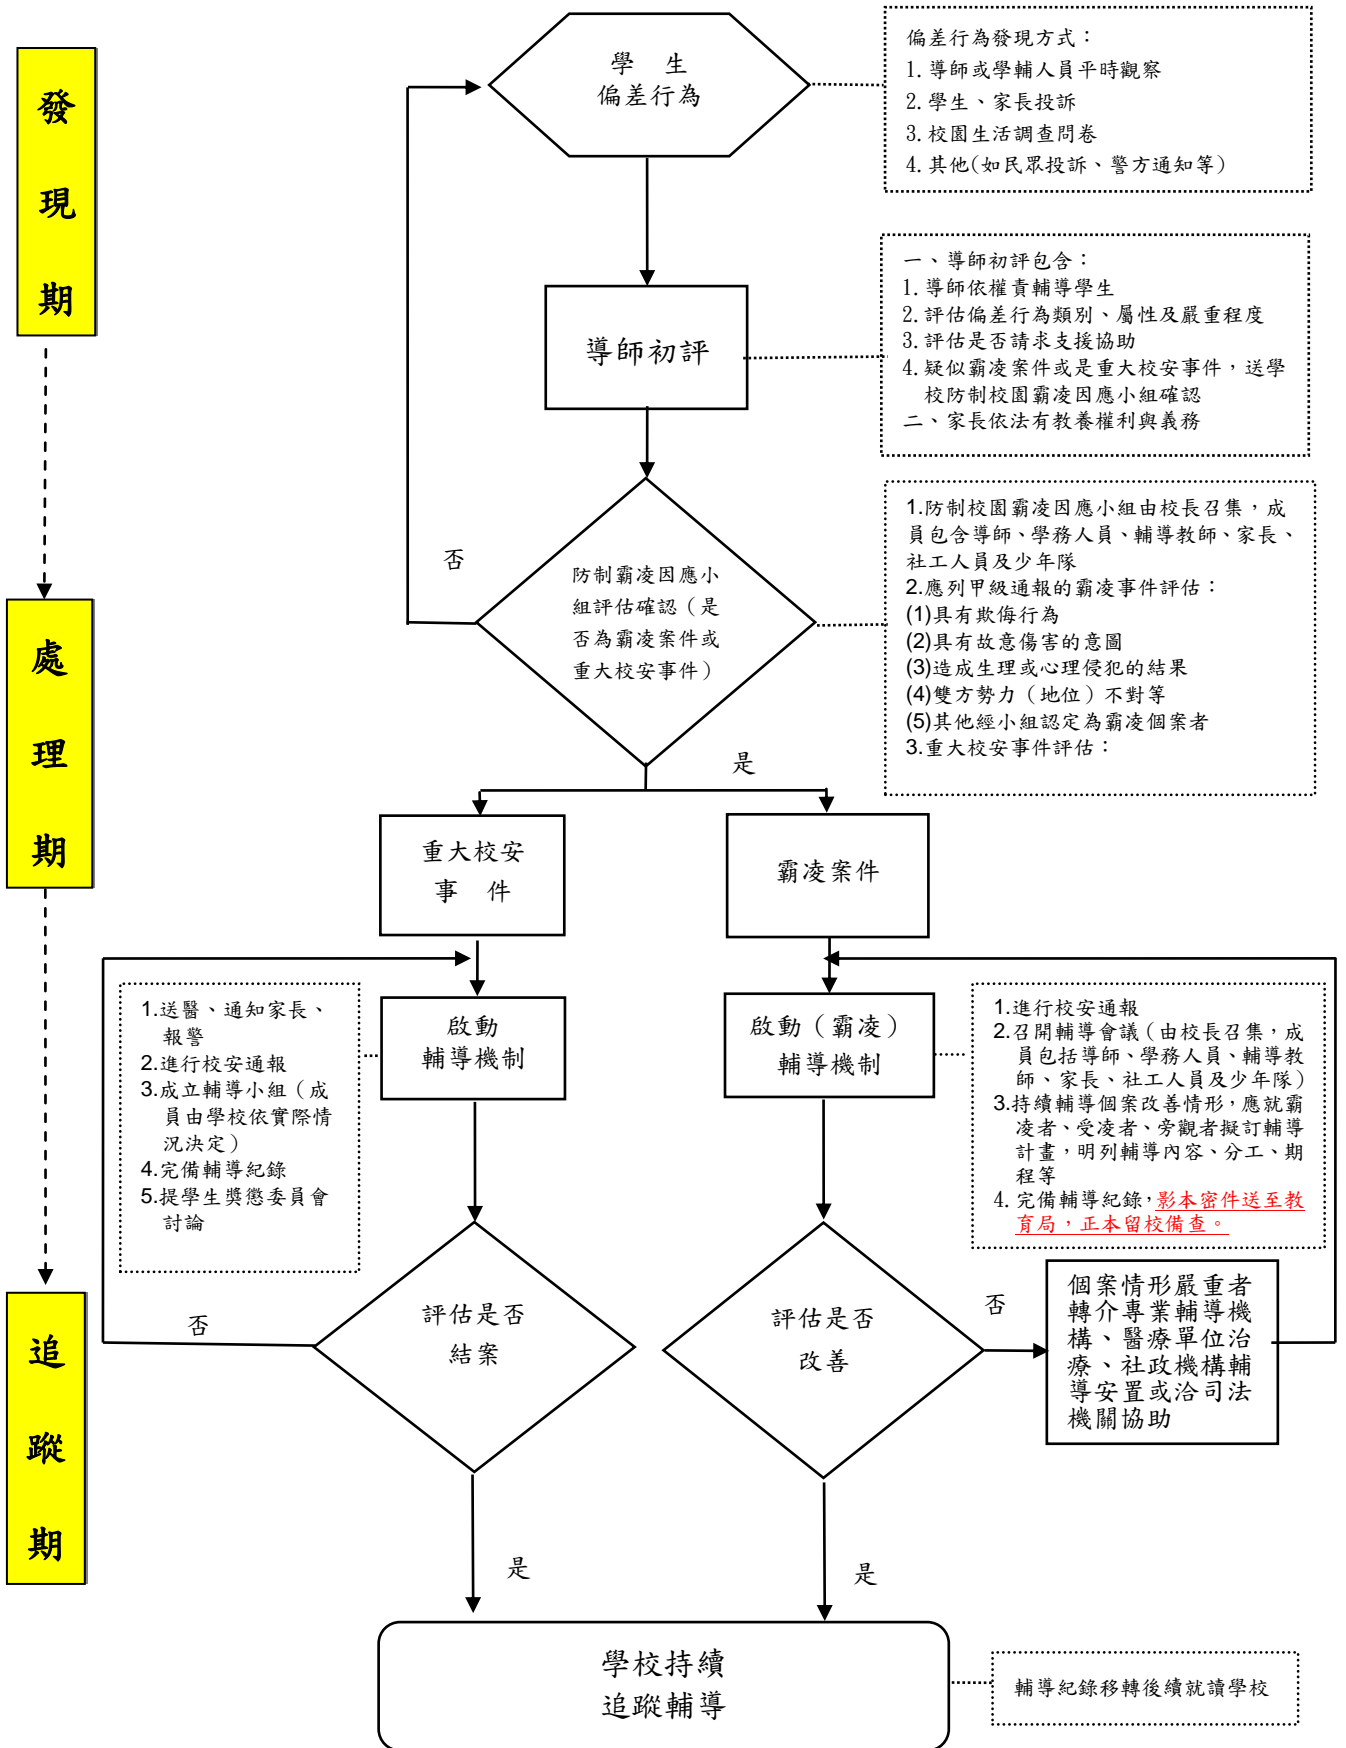 發
現
期
處
理
期
追
蹤
期
學 生
偏差行為
偏差行為發現方式：
1.導師或學輔人員平時觀察
2.學生、家長投訴
3.校園生活調查問卷
4.其他(如民眾投訴、警方通知等)
導師初評
一、導師初評包含：
1.導師依權責輔導學生
2.評估偏差行為類別、屬性及嚴重程度
3.評估是否請求支援協助
4.疑似霸凌案件或是重大校安事件，送學
校防制校園霸凌因應小組確認
二、家長依法有教養權利與義務
否
防制霸凌因應小
組評估確認（是
否為霸凌案件或
重大校安事件）
1.防制校園霸凌因應小組由校長召集，成
員包含導師、學務人員、輔導教師、家長、
社工人員及少年隊
2.應列甲級通報的霸凌事件評估：
(1)具有欺侮行為
(2)具有故意傷害的意圖
(3)造成生理或心理侵犯的結果
(4)雙方勢力（地位）不對等
(5)其他經小組認定為霸凌個案者
3.重大校安事件評估：
是
重大校安
事 件
霸凌案件
1.送醫、通知家長、
報警
2.進行校安通報
3.成立輔導小組（成
員由學校依實際情
況決定）
4.完備輔導紀錄
5.提學生獎懲委員會
討論
啟動
輔導機制
啟動（霸凌）
輔導機制
1.進行校安通報
2.召開輔導會議（由校長召集，成
員包括導師、學務人員、輔導教
師、家長、社工人員及少年隊）
3.持續輔導個案改善情形，應就霸
凌者、受凌者、旁觀者擬訂輔導
計畫，明列輔導內容、分工、期
程等
4.完備輔導紀錄，影本密件送至教
育局，正本留校備查。
否
評估是否
結案
評估是否
改善
否
個案情形嚴重者
轉介專業輔導機
構、醫療單位治
療、社政機構輔
導安置或洽司法
機關協助
是
是
學校持續
追蹤輔導
輔導紀錄移轉後續就讀學校